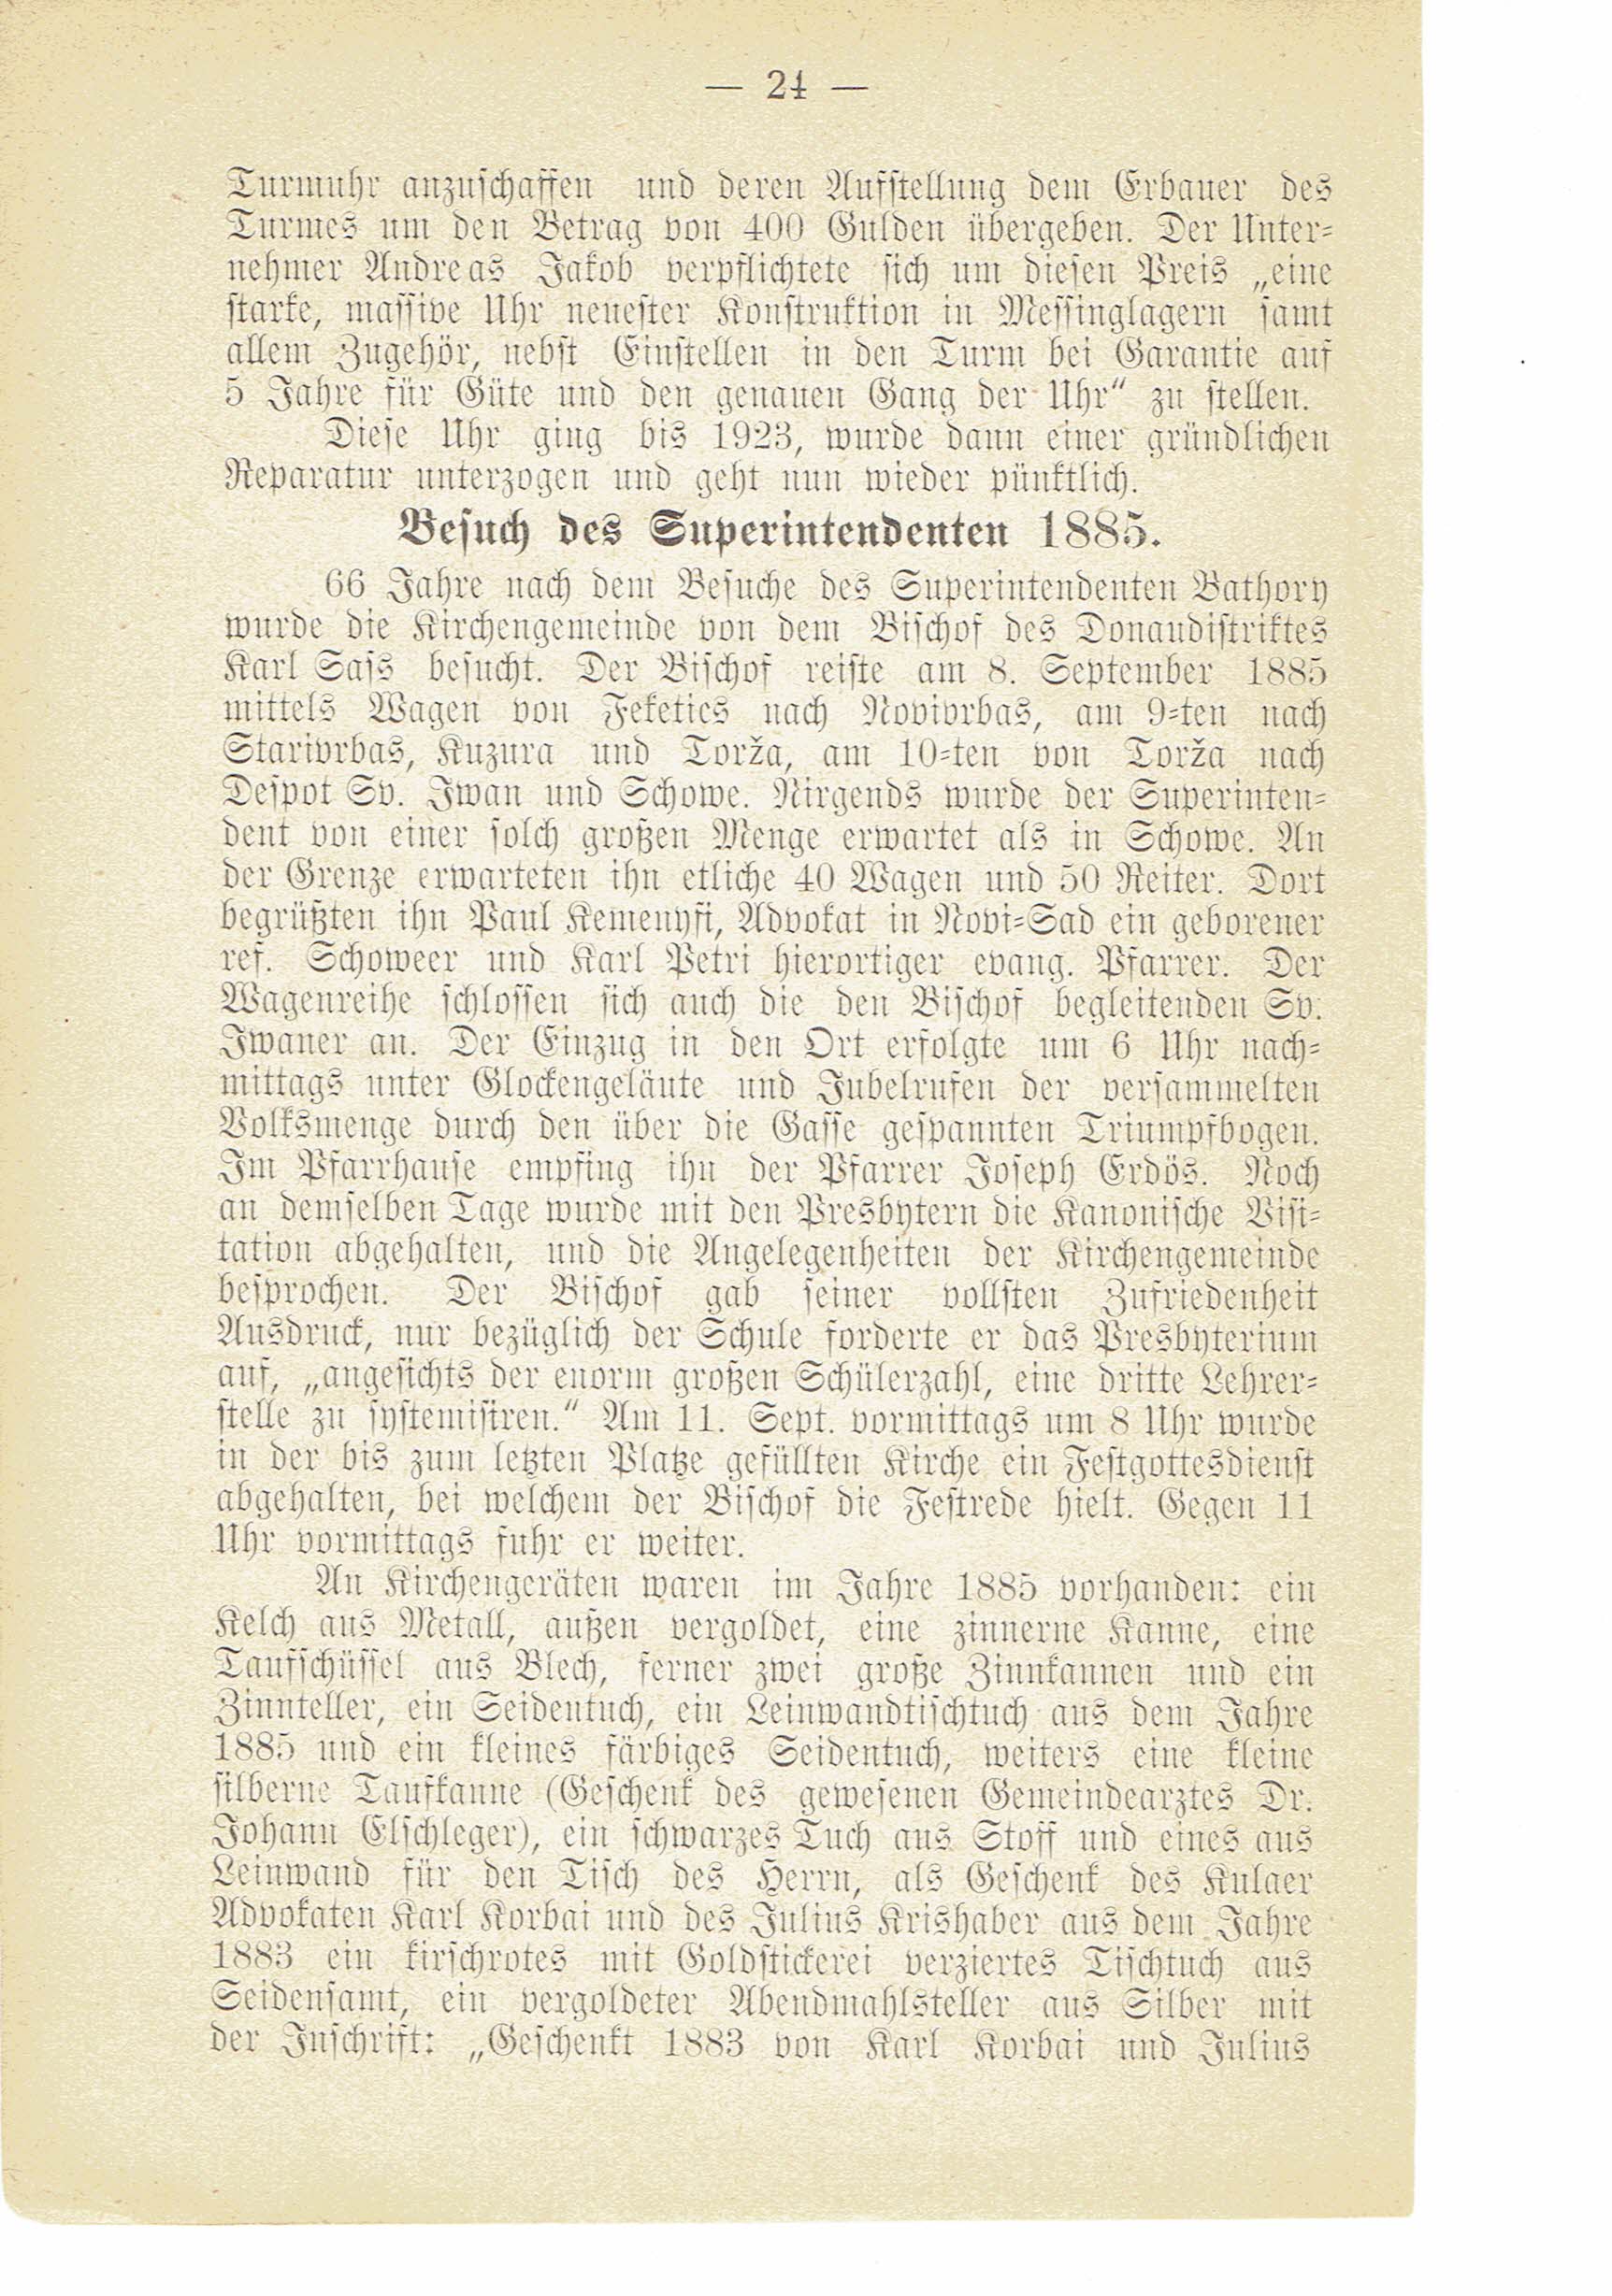 — 24 —
Turmuhr anzuschaffen und deren Aufstellung dem Erbauer des
Turmes um den Betrag von 400 Gulden übergeben. Der Unter-
nehmer Andreas Jakob verpflichtete sich um diesen Preis „eine
starke, massive Uhr neuester Konstruktion in Messinglagern samt
allem Zugehör, nebst Einstellen in den Turm bei Garantie auf
5 Jahre für Güte und den genauen Gang der Uhr“ zu stellen.
Diese Uhr ging bis 1923, wurde dann einer gründlichen
Reparatur unterzogen und geht nun wieder pünktlich.
Besuch des Superintendenten 1885.
66 Jahre nach dem Besuche des Superintendenten Bathory
wurde die Kirchengemeinde von dem Bischof des Donaudistriktes
Karl Sass besucht. Der Bischof reiste am 8. September 1885
mittels Wagen von Feketics nach Novivrbas, am 9-ten nach
Starivrbas, Kuzura und Torža, am 10-ten von Torža nach
Despot Sv. Iwan und Schowe. Nirgends wurde der Superinten-
dent von einer solch großen Menge erwartet als in Schowe. An
der Grenze erwarteten ihn etliche 40 Wagen und 50 Reiter. Dort
begrüßten ihn Paul Kemenysi, Advokat in Novi-Sad ein geborener
ref. Schoweer und Karl Petri hierortiger evang. Pfarrer. Der
Wagenreihe schlossen sich auch die den Bischof begleitenden Sv.
Iwaner an. Der Einzug in den Ort erfolgte um 6 Uhr nach-
mittags unter Glockengeläute und Jubelrufen der versammelten
Volksmenge durch den über die Gasse gespannten Triumpfbogen.
Im Pfarrhause empfing ihn der Pfarrer Joseph Erdös. Noch
an demselben Tage wurde mit den Presbytern die Kanonische Visi-
tation abgehalten, und die Angelegenheiten der Kirchengemeinde
besprochen. Der Bischof gab seiner vollsten Zufriedenheit
Ausdruck, nur bezüglich der Schule forderte er das Presbyterium
auf, „angesichts der enorm großen Schülerzahl, eine dritte Lehrer-
stelle zu systemisiren.“ Am 11. Sept. vormittags um 8 Uhr wurde
in der bis zum letzten Platze gefüllten Kirche ein Festgottesdienst
abgehalten, bei welchem der Bischof die Festrede hielt. Gegen 11
Uhr vormittags fuhr er weiter.
An Kirchengeräten waren im Jahre 1885 vorhanden: ein
Kelch aus Metall, außen vergoldet, eine zinnerne Kanne, eine
Taufschüssel aus Blech, ferner zwei große Zinnkannen und ein
Zinnteller, ein Seidentuch, ein Leinwandtischtuch aus dem Jahre
1885 und ein kleines färbiges Seidentuch, weiters eine kleine
silberne Taufkanne (Geschenk des gewesenen Gemeindearztes Dr.
Johann Elschleger), ein schwarzes Tuch aus Stoff und eines aus
Leinwand für den Tisch des Herrn, als Geschenk des Kulaer
Advokaten Karl Korbai und des Julius Krishaber aus dem Jahre
1883 ein kirschrotes mit Goldstickerei verziertes Tischtuch aus
Seidensamt, ein vergoldeter Abendmahlsteller aus Silber mit
der Inschrift: „Geschenkt 1883 von Karl Korbai und Julius